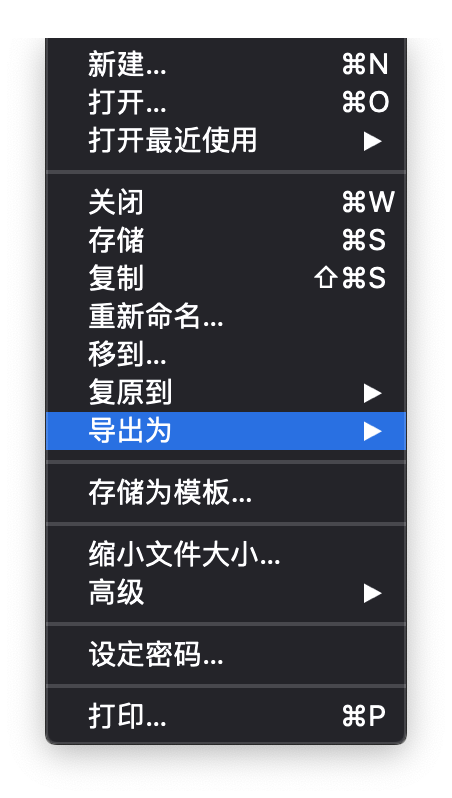 新建... ⌘N
打开... ⌘O
打开最近使用 ▶
关闭 ⌘W
存储 ⌘S
复制 ⇧⌘S
重新命名...
移到...
复原到 ▶
导出为 ▶
存储为模板...
缩小文件大小...
高级 ▶
设定密码...
打印... ⌘P